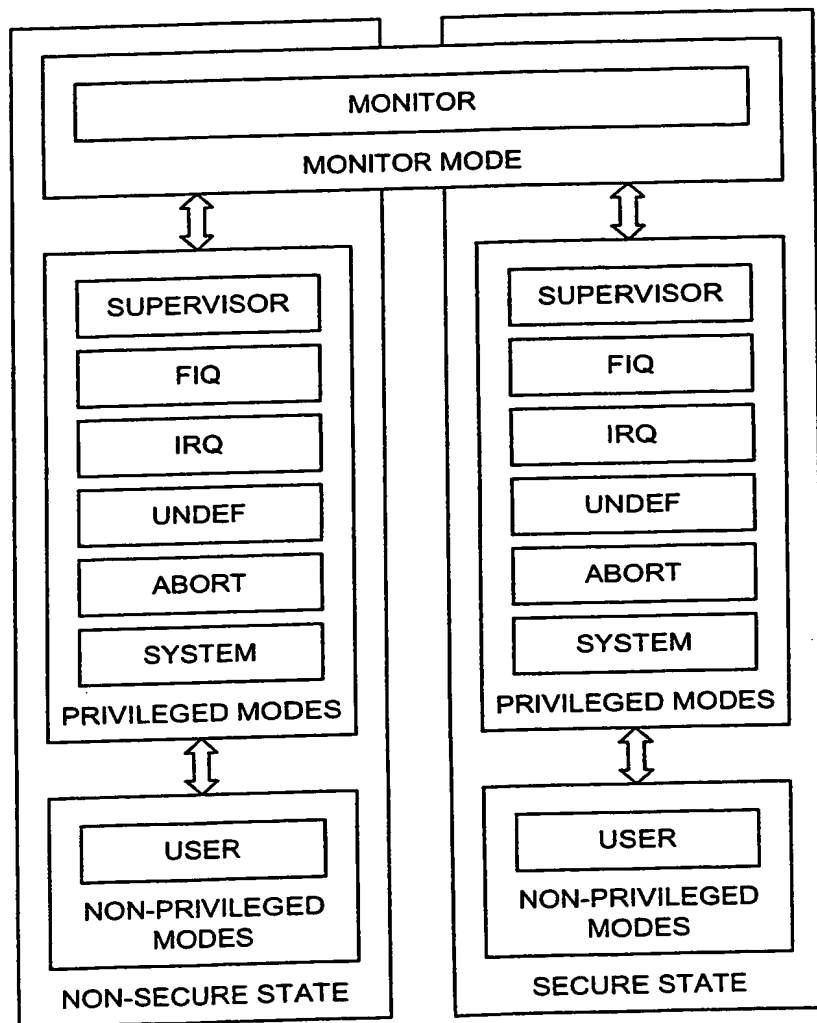 MONITOR
MONITOR MODE
SUPERVISOR
FIQ
IRQ
UNDEF
ABORT
SYSTEM
PRIVILEGED MODES
USER
NON-PRIVILEGED
MODES
NON-SECURE STATE
SUPERVISOR
FIQ
IRQ
UNDEF
ABORT
SYSTEM
PRIVILEGED MODES
USER
NON-PRIVILEGED
MODES
SECURE STATE